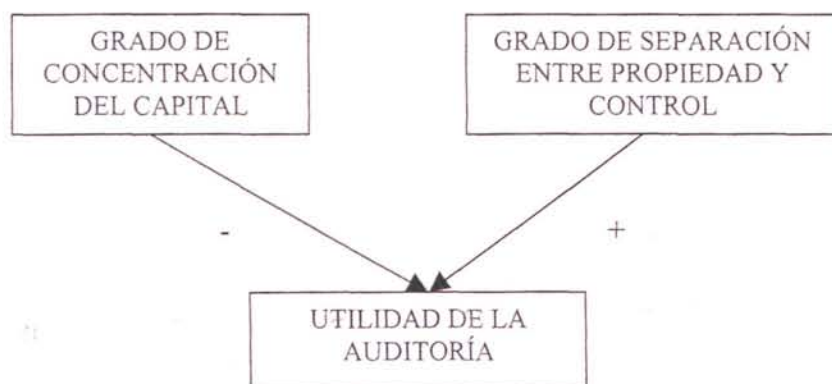 GRADO DE
CONCENTRACIÓN
DEL CAPITAL
GRADO DE SEPARACIÓN
ENTRE PROPIEDAD Y
CONTROL
-
+
UTILIDAD DE LA
AUDITORÍA